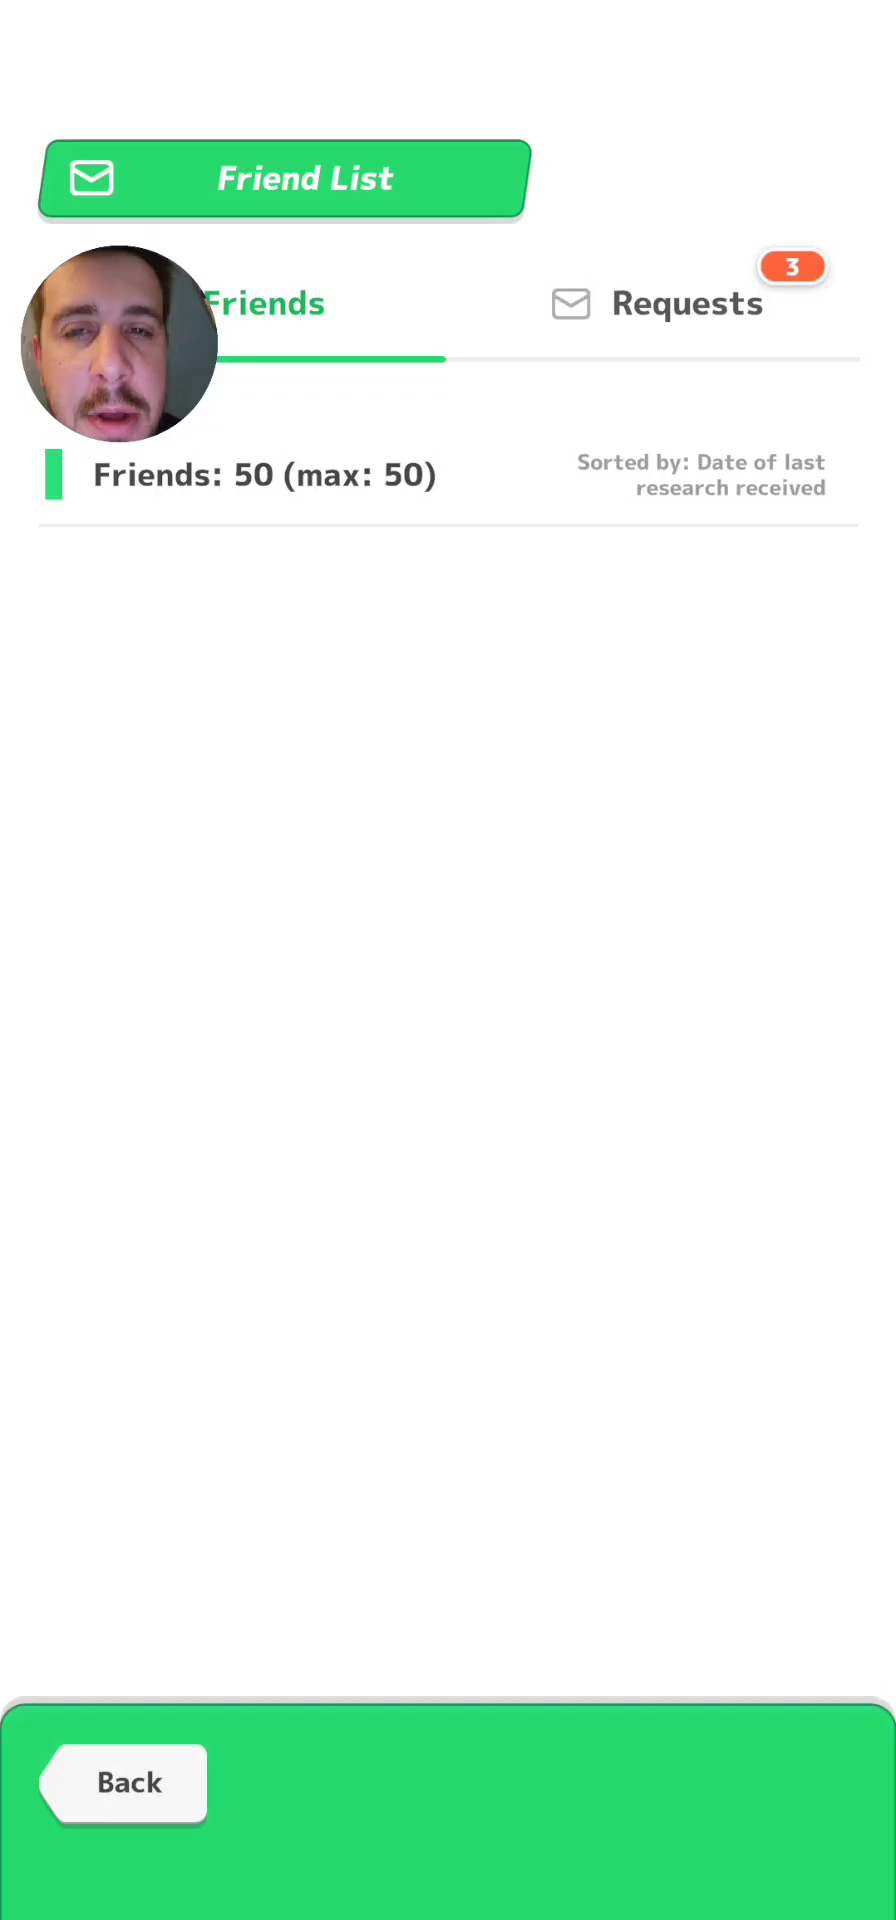 Friend List
Friends
Requests
3
Friends: 50 (max: 50)
Sorted by: Date of last
research received
Back